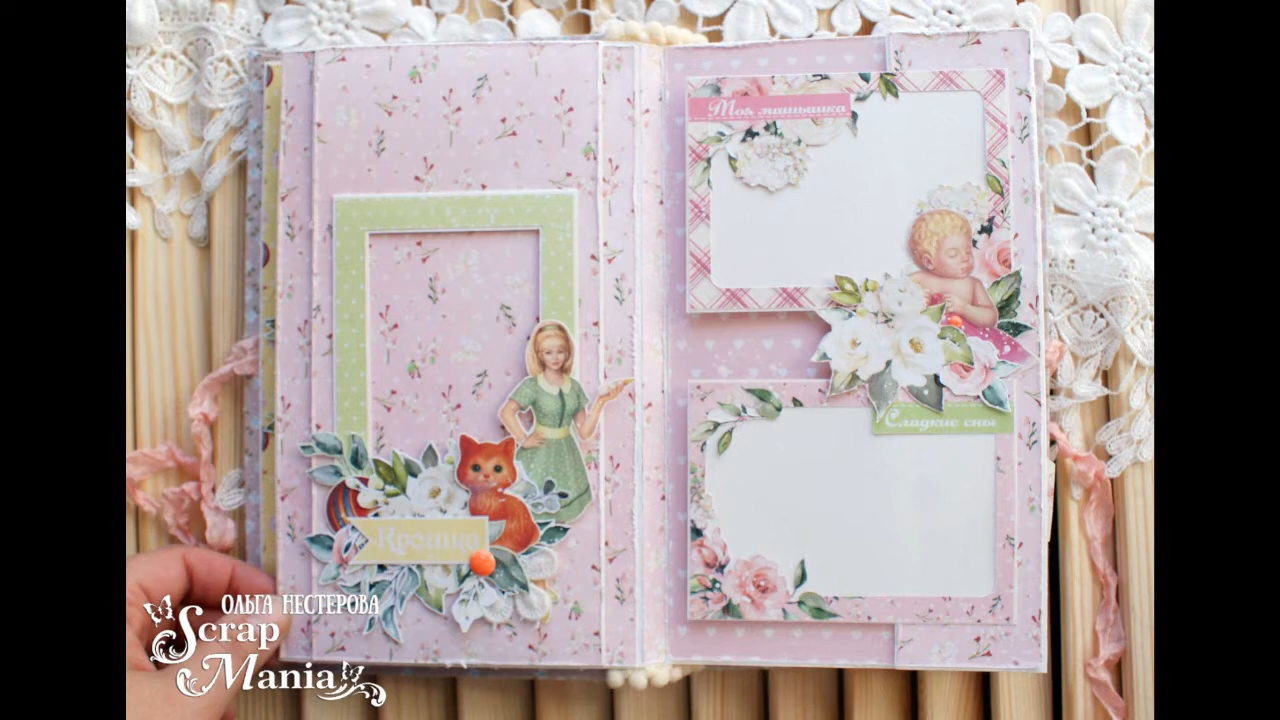 Моя малышка
Сладкие сны
Крошка
ОЛЬГА НЕСТЕРОВА
Scrap
Mania